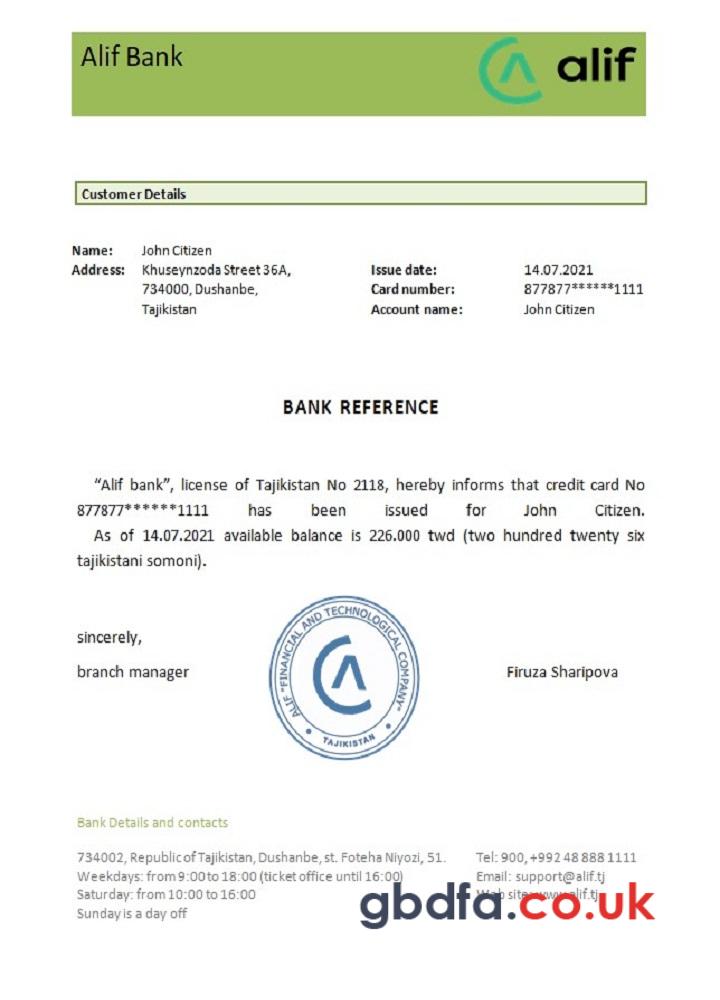 Alif Bank
alif
Customer Details
Name: John Citizen
Address: Khuseynzoda Street 36A,
734000, Dushanbe,
Tajikistan
Issue date: 14.07.2021
Card number: 877877******1111
Account name: John Citizen
BANK REFERENCE
“Alif bank”, license of Tajikistan No 2118, hereby informs that credit card No
877877******1111 has been issued for John Citizen.
As of 14.07.2021 available balance is 226.000 twd (two hundred twenty six
tajikistani somoni).
sincerely,
branch manager
ALIF "FINANCIAL AND TECHNOLOGICAL COMPANY"
TAJIKISTAN
Firuza Sharipova
Bank Details and contacts
734002, Republic of Tajikistan, Dushanbe, st. Foteha Niyozi, 51.
Weekdays: from 9:00 to 18:00 (ticket office until 16:00)
Saturday: from 10:00 to 16:00
Sunday is a day off
Tel: 900, +992 48 888 1111
Email: support@alif.tj
Web site: www.alif.tj
gbdfa.co.uk